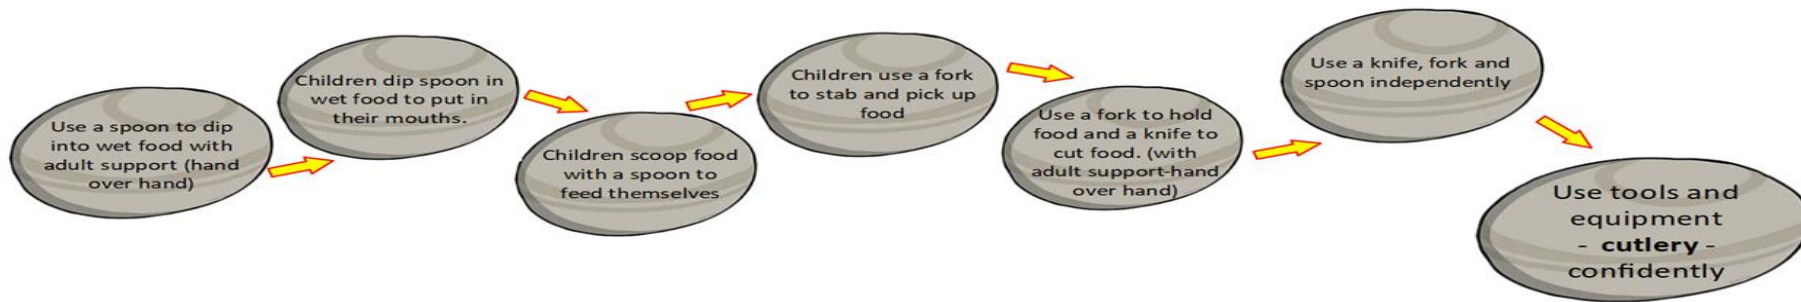 Use a spoon to dip
into wet food with
adult support (hand
over hand)
Children dip spoon in
wet food to put in
their mouths.
Children scoop food
with a spoon to
feed themselves
Children use a fork
to stab and pick up
food
Use a fork to hold
food and a knife to
cut food. (with
adult support-hand
over hand)
Use a knife, fork and
spoon independently
Use tools and
equipment
- cutlery -
confidently